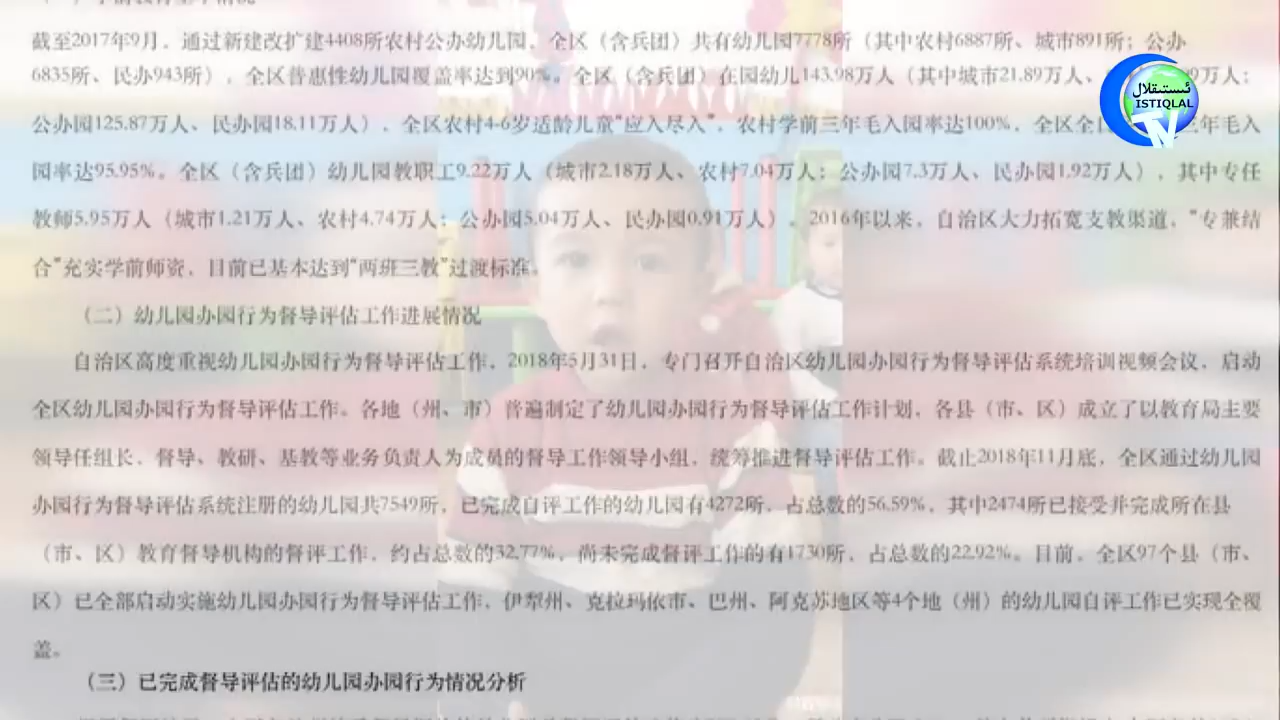 截至2017年9月，通过新建改扩建4408所农村公办幼儿园，全区（含兵团）共有幼儿园7778所（其中农村6887所、城市891所；公办
6835所、民办943所），全区普惠性幼儿园覆盖率达到90%。全区（含兵团）在园幼儿143.98万人（其中城市21.89万人、 万人；
公办园125.87万人、民办园18.11万人），全区农村4-6岁适龄儿童“应入尽入”，农村学前三年毛入园率达100%，全区全 三年毛入
园率达95.95%。全区（含兵团）幼儿园教职工9.22万人（城市2.18万人、农村7.04万人；公办园7.3万人、民办园1.92万人），其中专任
教师5.95万人（城市1.21万人、农村4.74万人；公办园5.04万人、民办园0.91万人）。2016年以来，自治区大力拓宽支教渠道，“专兼结
合”充实学前师资，目前已基本达到“两班三教”过渡标准。
（二）幼儿园办园行为督导评估工作进展情况
自治区高度重视幼儿园办园行为督导评估工作，2018年5月31日，专门召开自治区幼儿园办园行为督导评估系统培训视频会议，启动
全区幼儿园办园行为督导评估工作。各地（州、市）普遍制定了幼儿园办园行为督导评估工作计划，各县（市、区）成立了以教育局主要
领导任组长，督导、教研、基教等业务负责人为成员的督导工作领导小组，统筹推进督导评估工作。截止2018年11月底，全区通过幼儿园
办园行为督导评估系统注册的幼儿园共7549所，已完成自评工作的幼儿园有4272所，占总数的56.59%，其中2474所已接受并完成所在县
（市、区）教育督导机构的督评工作，约占总数的32.77%，尚未完成督评工作的有1730所，占总数的22.92%。目前，全区97个县（市、
区）已全部启动实施幼儿园办园行为督导评估工作，伊犁州、克拉玛依市、巴州、阿克苏地区等4个地（州）的幼儿园自评工作已实现全覆
盖。
（三）已完成督导评估的幼儿园办园行为情况分析
ئىستىقلال
ISTIQLAL
TV